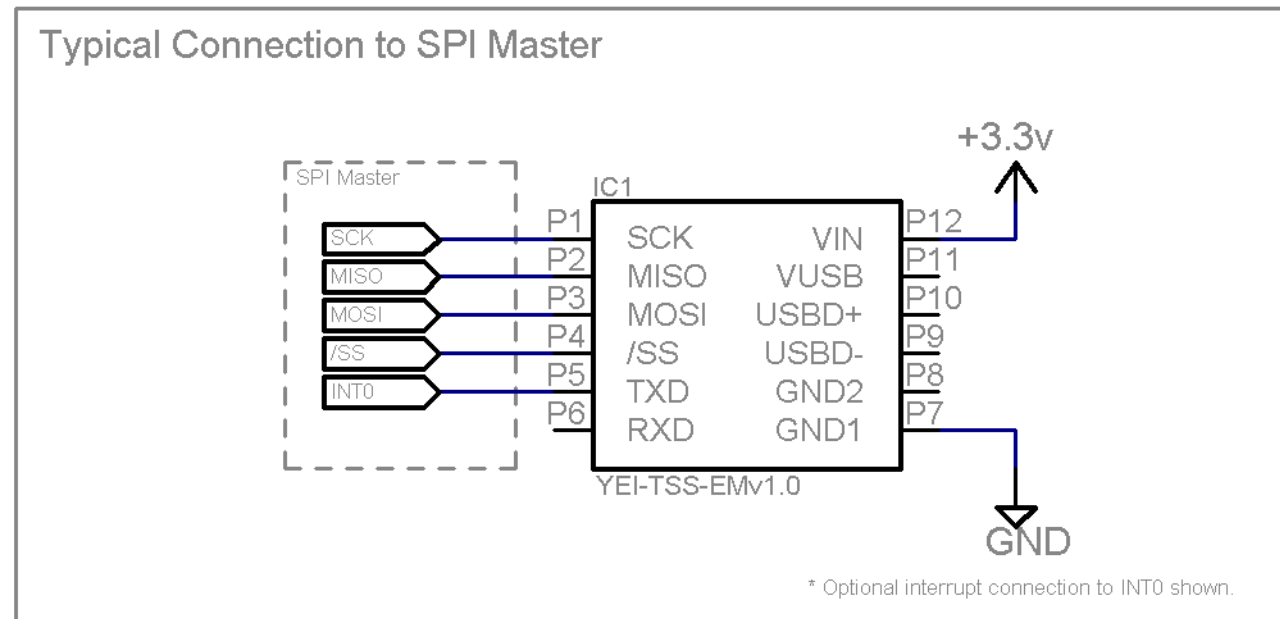 Typical Connection to SPI Master
+3.3v
SPI Master
IC1
SCK
P1
SCK
VIN
P12
MISO
P2
MISO
VUSB
P11
MOSI
P3
MOSI
USBD+
P10
/SS
P4
/SS
USBD-
P9
INT0
P5
TXD
GND2
P8
P6
RXD
GND1
P7
YEI-TSS-EMv1.0
GND
* Optional interrupt connection to INT0 shown.